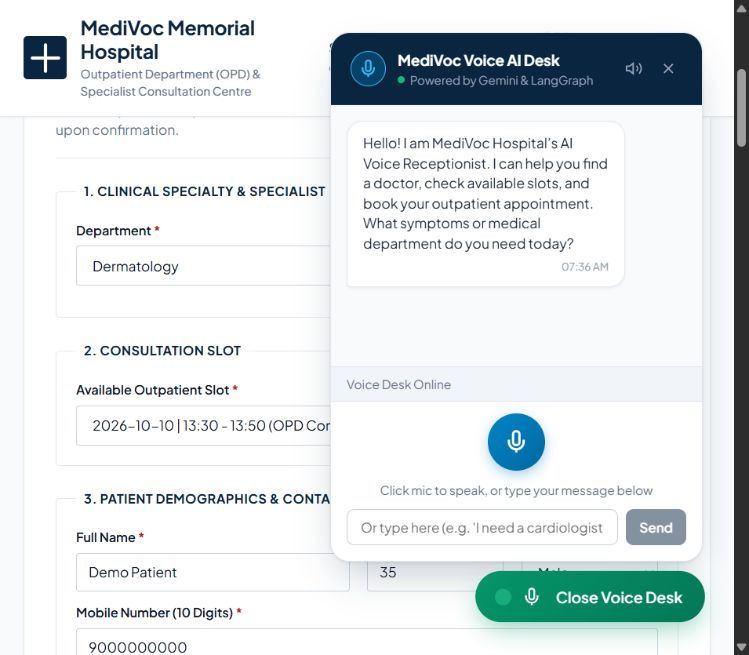 MediVoc Memorial
Hospital
Outpatient Department (OPD) &
Specialist Consultation Centre
upon confirmation.
1. CLINICAL SPECIALTY & SPECIALIST
Department *
Dermatology
2. CONSULTATION SLOT
Available Outpatient Slot *
2026-10-10 | 13:30 - 13:50 (OPD Con
3. PATIENT DEMOGRAPHICS & CONTA
Full Name *
Demo Patient
35
Mobile Number (10 Digits) *
9000000000
MediVoc Voice AI Desk
Powered by Gemini & LangGraph
Hello! I am MediVoc Hospital's AI
Voice Receptionist. I can help you find
a doctor, check available slots, and
book your outpatient appointment.
What symptoms or medical
department do you need today?
07:36 AM
Voice Desk Online
Click mic to speak, or type your message below
Or type here (e.g. 'I need a cardiologist
Send
Close Voice Desk